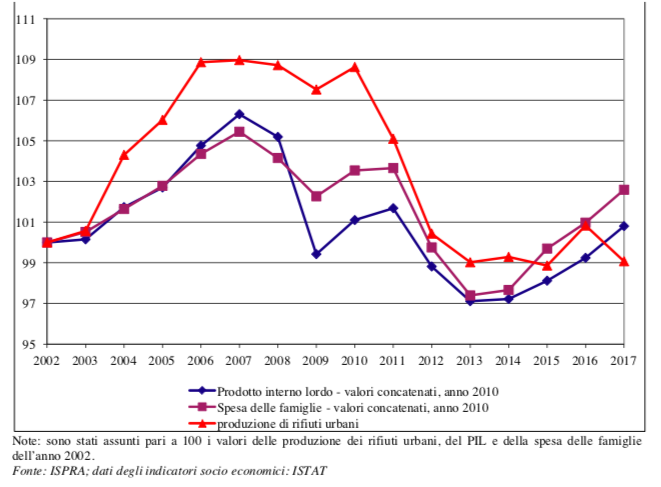 111
109
107
105
103
101
99
97
95
2002 2003 2004 2005 2006 2007 2008 2009 2010 2011 2012 2013 2014 2015 2016 2017
Prodotto interno lordo - valori concatenati, anno 2010
Spesa delle famiglie - valori concatenati, anno 2010
produzione di rifiuti urbani
Note: sono stati assunti pari a 100 i valori delle produzione dei rifiuti urbani, del PIL e della spesa delle famiglie
dell'anno 2002.
Fonte: ISPRA; dati degli indicatori socio economici: ISTAT